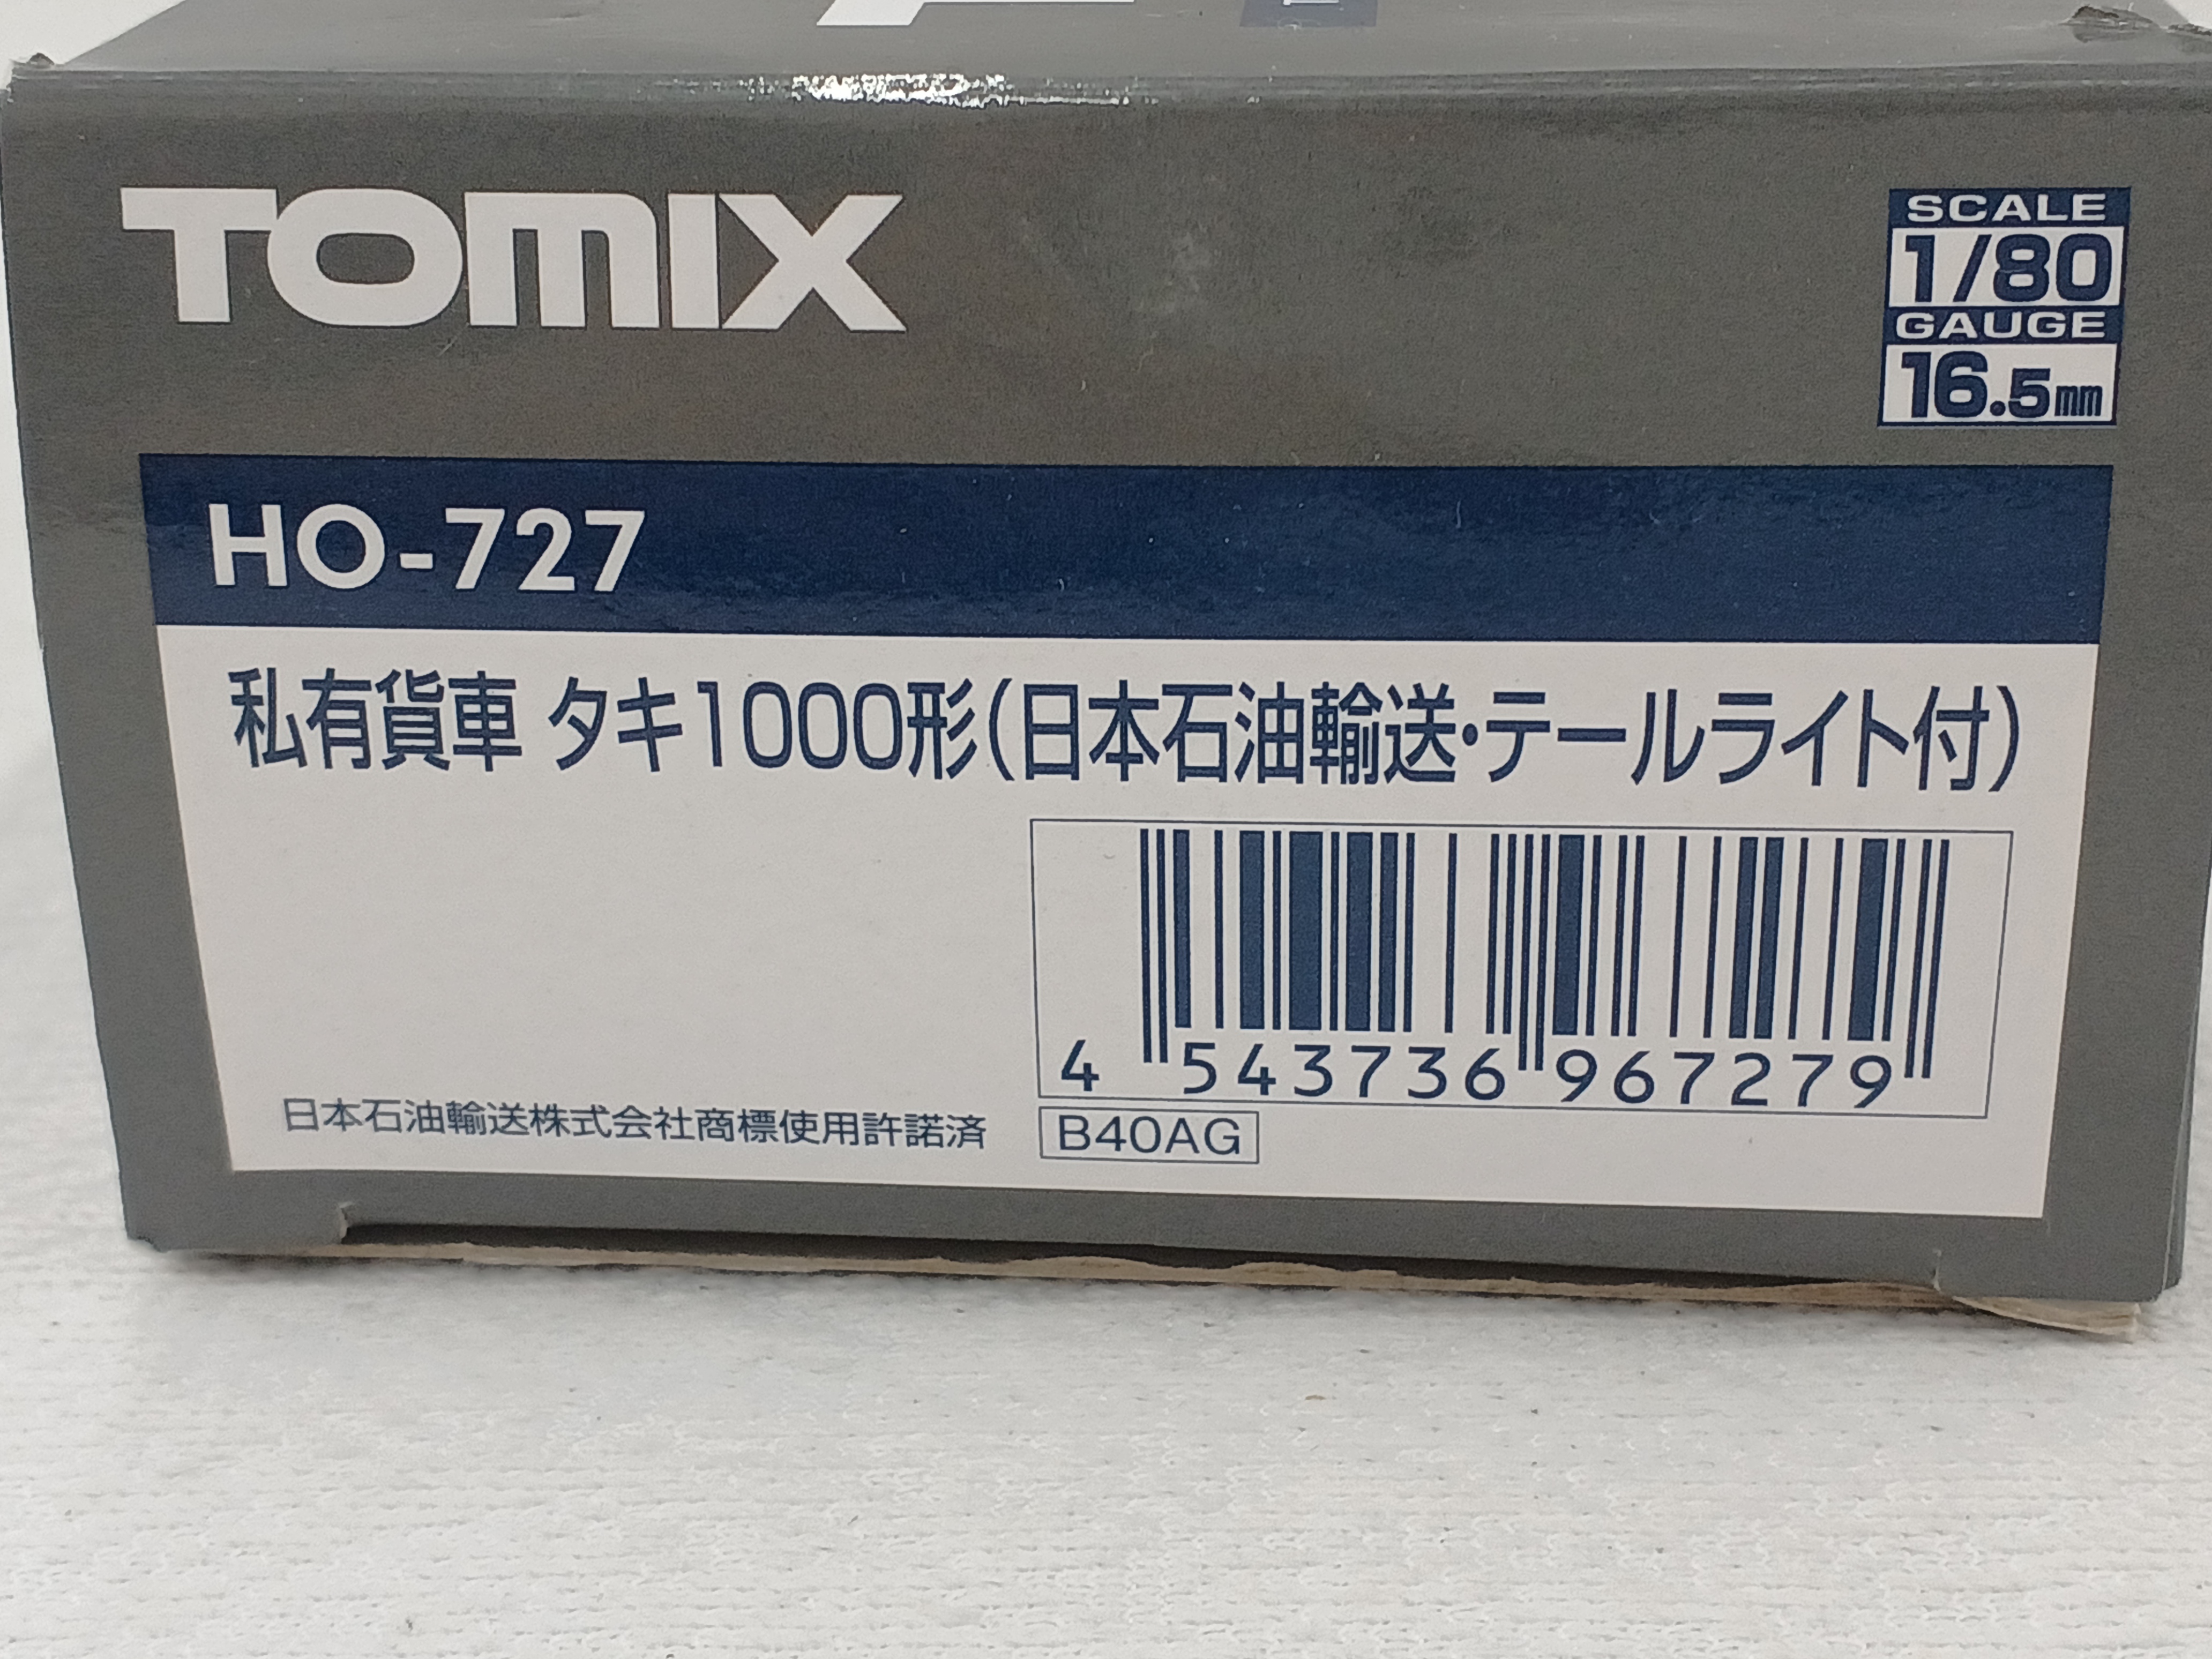 TOMIX
SCALE
1/80
GAUGE
16.5mm
HO-727
私有貨車 タキ1000形(日本石油輸送・テールライト付)
4 543736 967279
日本石油輸送株式会社商標使用許諾済
B40AG